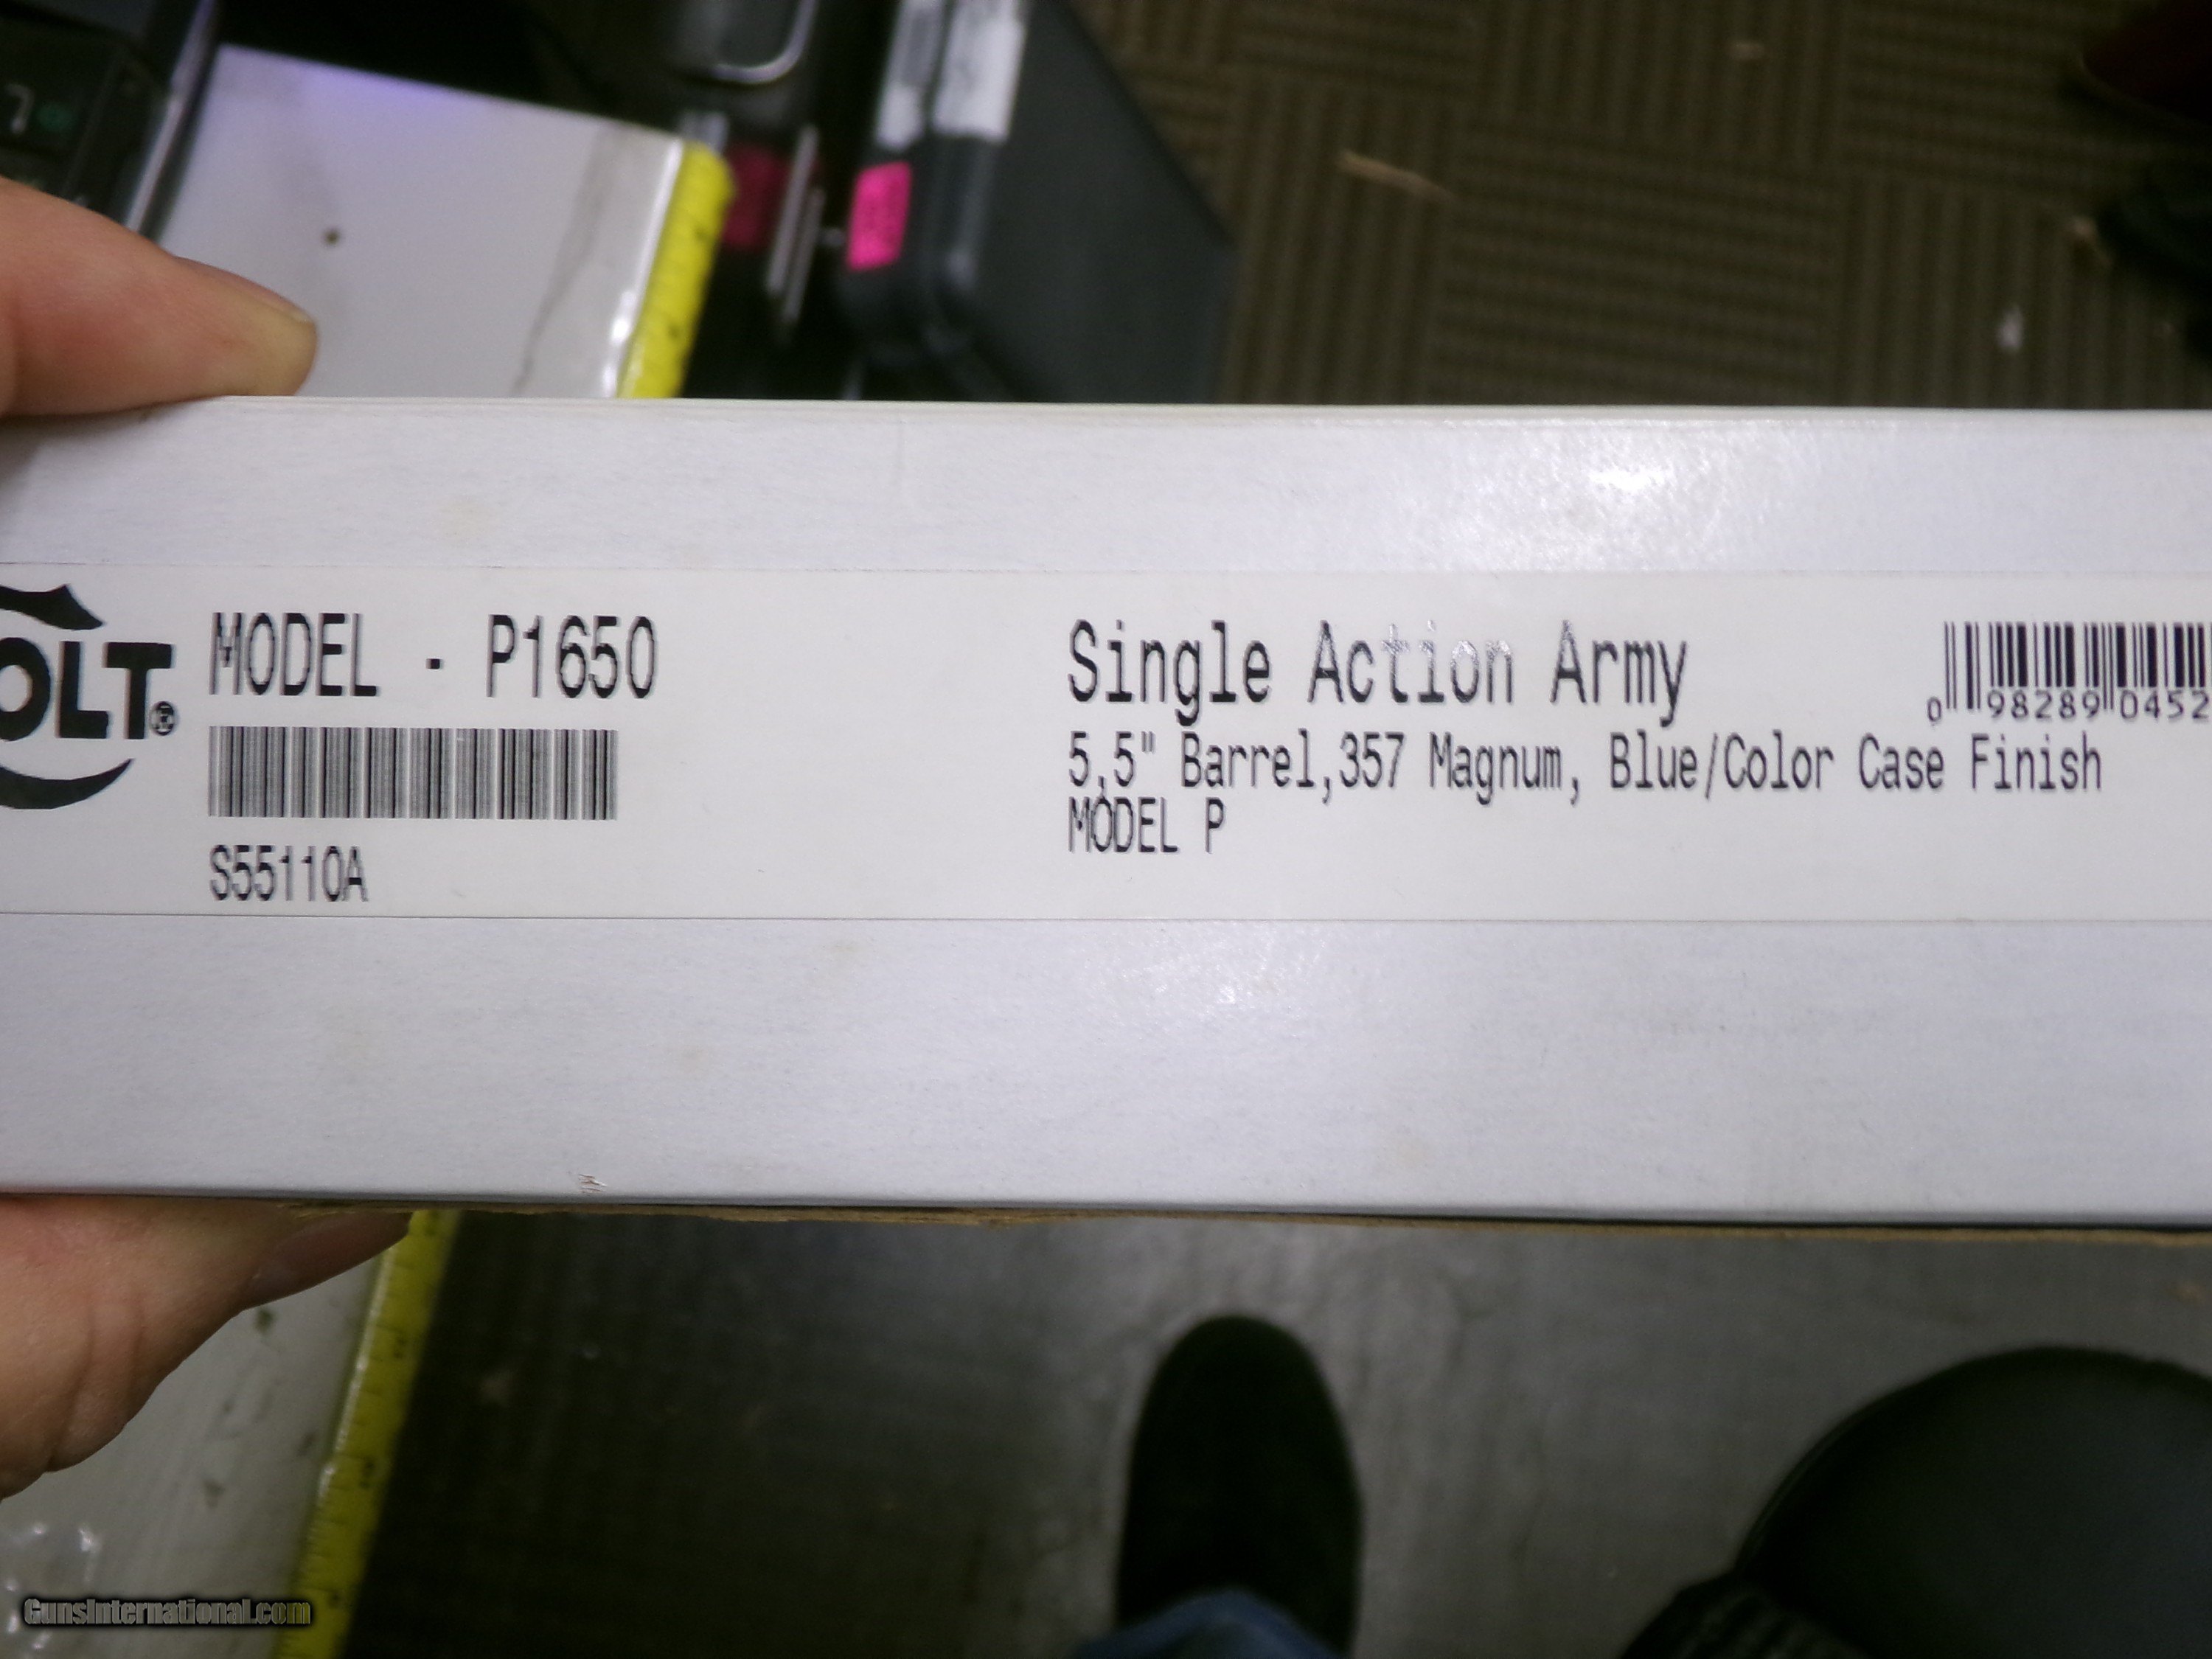 OLT®
MODEL - P1650
S55110A
Single Action Army
5.5" Barrel,357 Magnum, Blue/Color Case Finish
MODEL P
0 98289 0452
GunsInternational.com